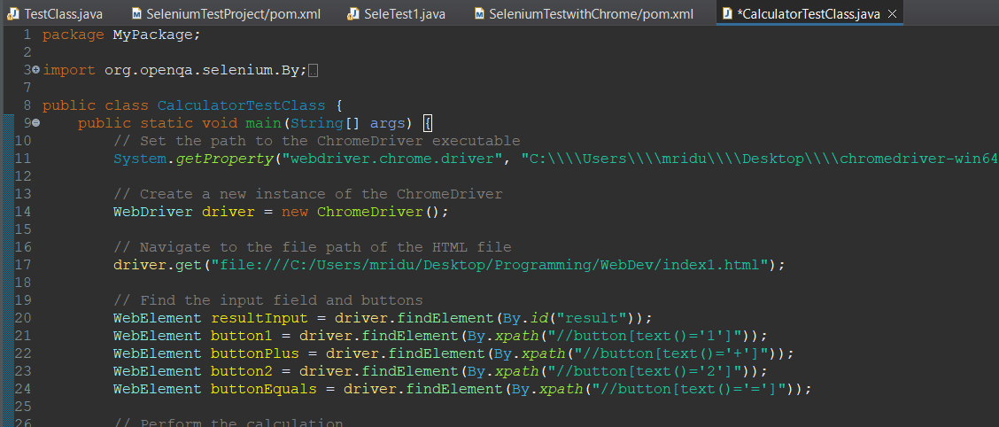 TestClass.java SeleniumTestProject/pom.xml SeleTest1.java SeleniumTestwithChrome/pom.xml *CalculatorTestClass.java
1 package MyPackage;
2
3 import org.openqa.selenium.By;
7
8 public class CalculatorTestClass {
9 public static void main(String[] args) {
10 // Set the path to the ChromeDriver executable
11 System.getProperty("webdriver.chrome.driver", "C:\\\\Users\\\\mridu\\\\Desktop\\\\chromedriver-win64
12
13 // Create a new instance of the ChromeDriver
14 WebDriver driver = new ChromeDriver();
15
16 // Navigate to the file path of the HTML file
17 driver.get("file:///C:/Users/mridu/Desktop/Programming/WebDev/index1.html");
18
19 // Find the input field and buttons
20 WebElement resultInput = driver.findElement(By.id("result"));
21 WebElement button1 = driver.findElement(By.xpath("//button[text()='1']"));
22 WebElement buttonPlus = driver.findElement(By.xpath("//button[text()='+']"));
23 WebElement button2 = driver.findElement(By.xpath("//button[text()='2']"));
24 WebElement buttonEquals = driver.findElement(By.xpath("//button[text()='=']"));
25
26 // Perform the calculation